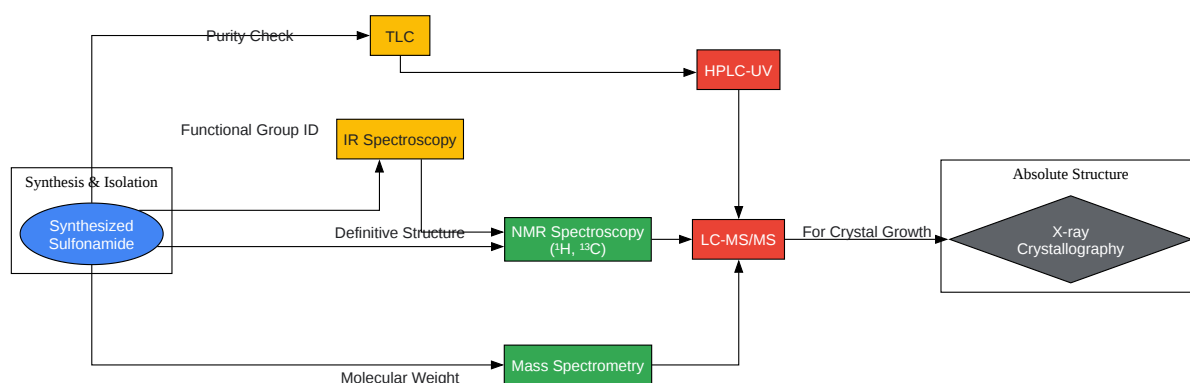 Purity Check
TLC
HPLC-UV
Functional Group ID
IR Spectroscopy
Synthesis & Isolation
Synthesized
Sulfonamide
Definitive Structure
NMR Spectroscopy
(¹H, ¹³C)
LC-MS/MS
For Crystal Growth
Absolute Structure
X-ray
Crystallography
Mass Spectrometry
Molecular Weight